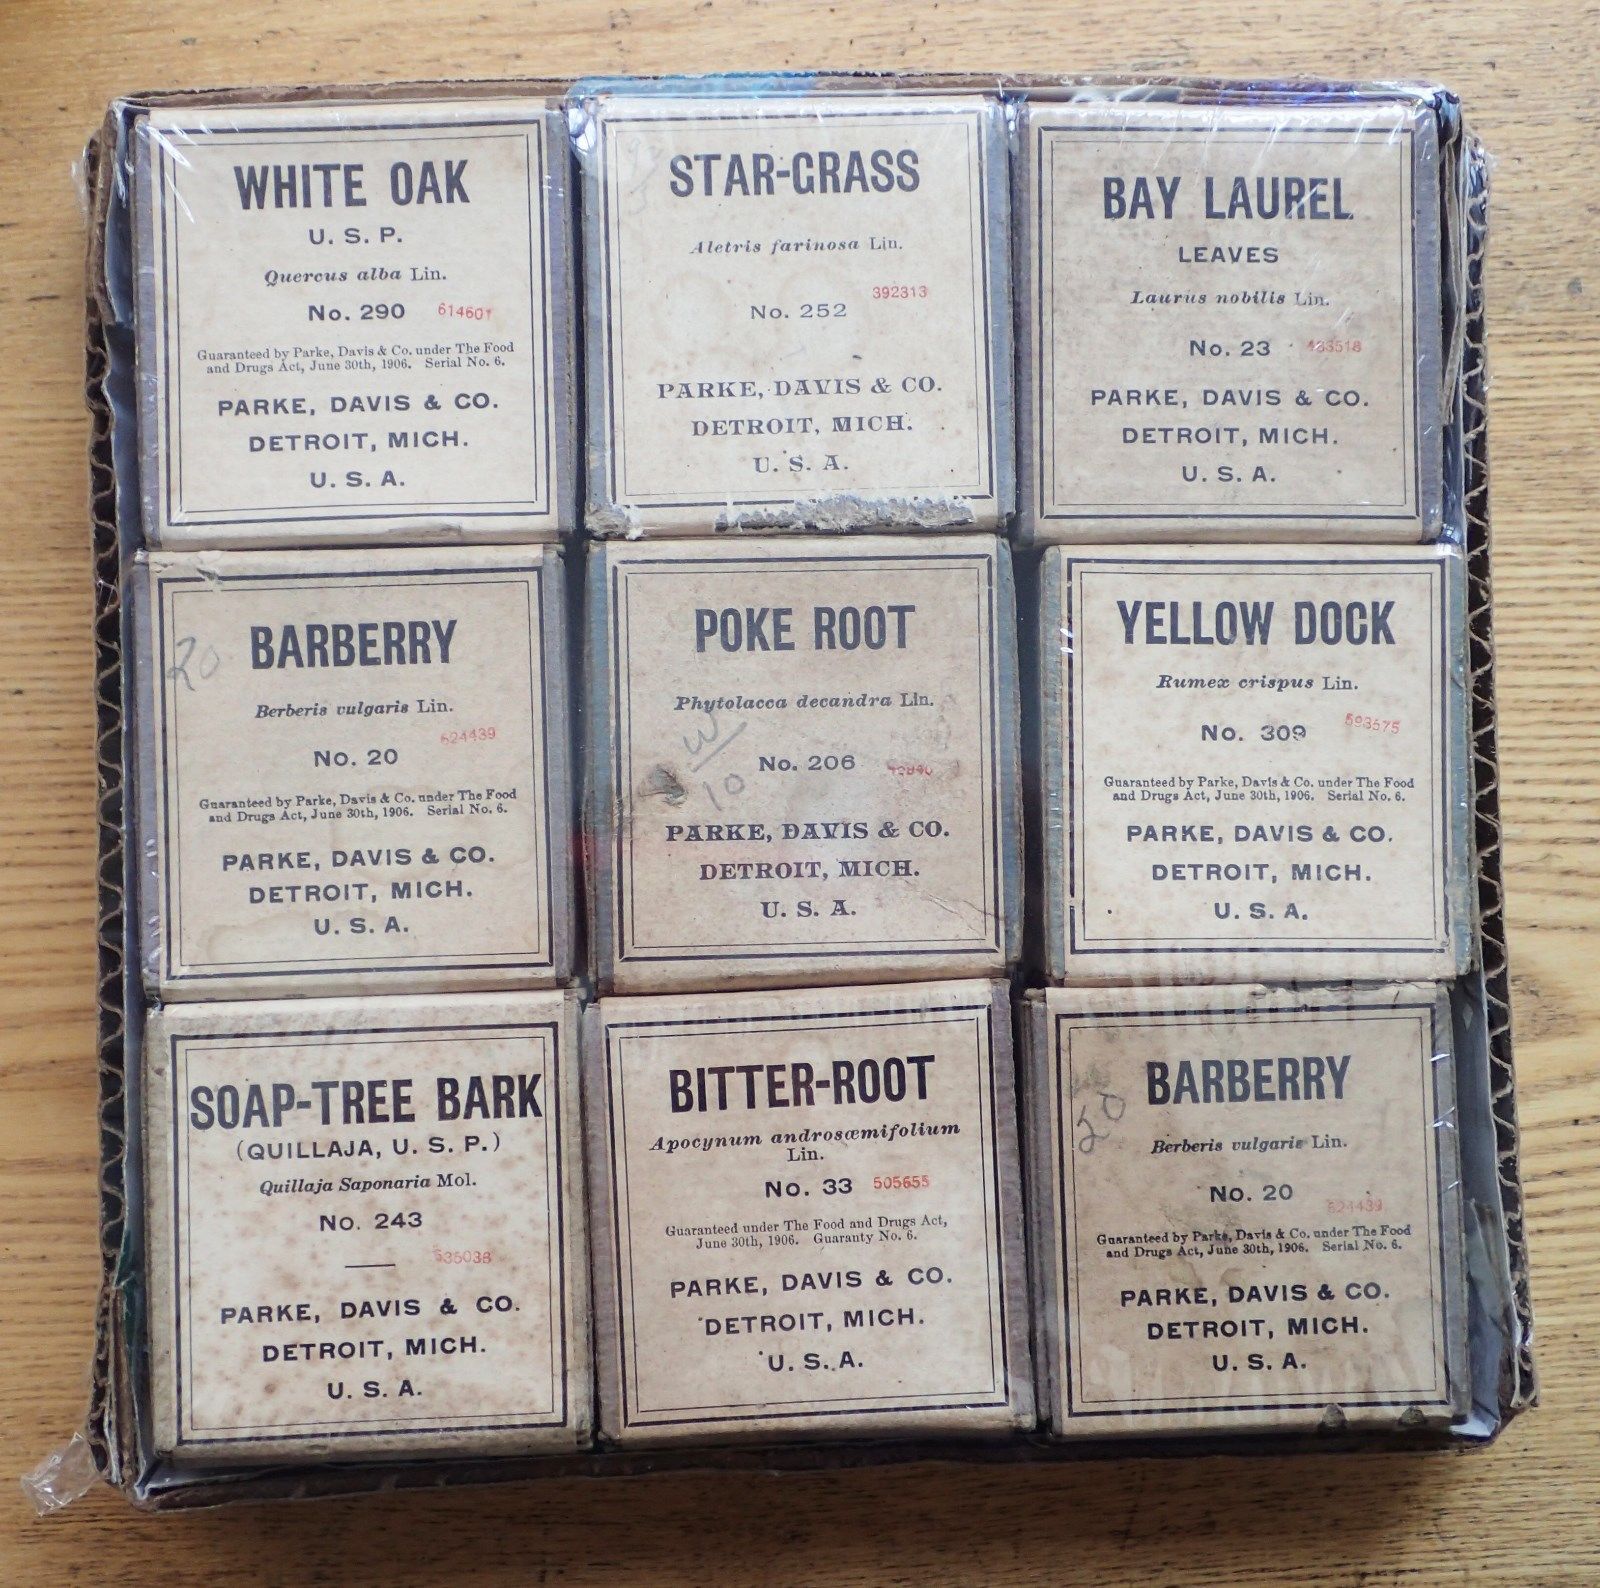 WHITE OAK
U. S. P.
Quercus alba Lin.
No. 290 614607
Guaranteed by Parke, Davis & Co. under The Food
and Drugs Act, June 30th, 1906. Serial No. 6.
PARKE, DAVIS & CO.
DETROIT, MICH.
U. S. A.
STAR-GRASS
Aletris farinosa Lin.
392313
No. 252
PARKE, DAVIS & CO.
DETROIT, MICH.
U. S. A.
BAY LAUREL
LEAVES
Laurus nobilis Lin.
No. 23 483518
PARKE, DAVIS & CO.
DETROIT, MICH.
U. S. A.
20
BARBERRY
Berberis vulgaris Lin.
624439
No. 20
Guaranteed by Parke, Davis & Co. under The Food
and Drugs Act, June 30th, 1906. Serial No. 6.
PARKE, DAVIS & CO.
DETROIT, MICH.
U. S. A.
POKE ROOT
Phytolacca decandra Lin.
W
No. 206
10
PARKE, DAVIS & CO.
DETROIT, MICH.
U. S. A.
YELLOW DOCK
Rumex crispus Lin.
593575
No. 309
Guaranteed by Parke, Davis & Co. under The Food
and Drugs Act, June 30th, 1906. Serial No. 6.
PARKE, DAVIS & CO.
DETROIT, MICH.
U. S. A.
SOAP-TREE BARK
(QUILLAJA, U. S. P.)
Quillaja Saponaria Mol.
No. 243
535038
PARKE, DAVIS & CO.
DETROIT, MICH.
U. S. A.
BITTER-ROOT
Apocynum androsæmifolium
Lin.
No. 33 505655
Guaranteed under The Food and Drugs Act,
June 30th, 1906. Guaranty No. 6.
PARKE, DAVIS & CO.
DETROIT, MICH.
U. S. A.
BARBERRY
20
Berberis vulgaris Lin.
No. 20
624439
Guaranteed by Parke, Davis & Co. under The Food
and Drugs Act, June 30th, 1906. Serial No. 6.
PARKE, DAVIS & CO.
DETROIT, MICH.
U. S. A.